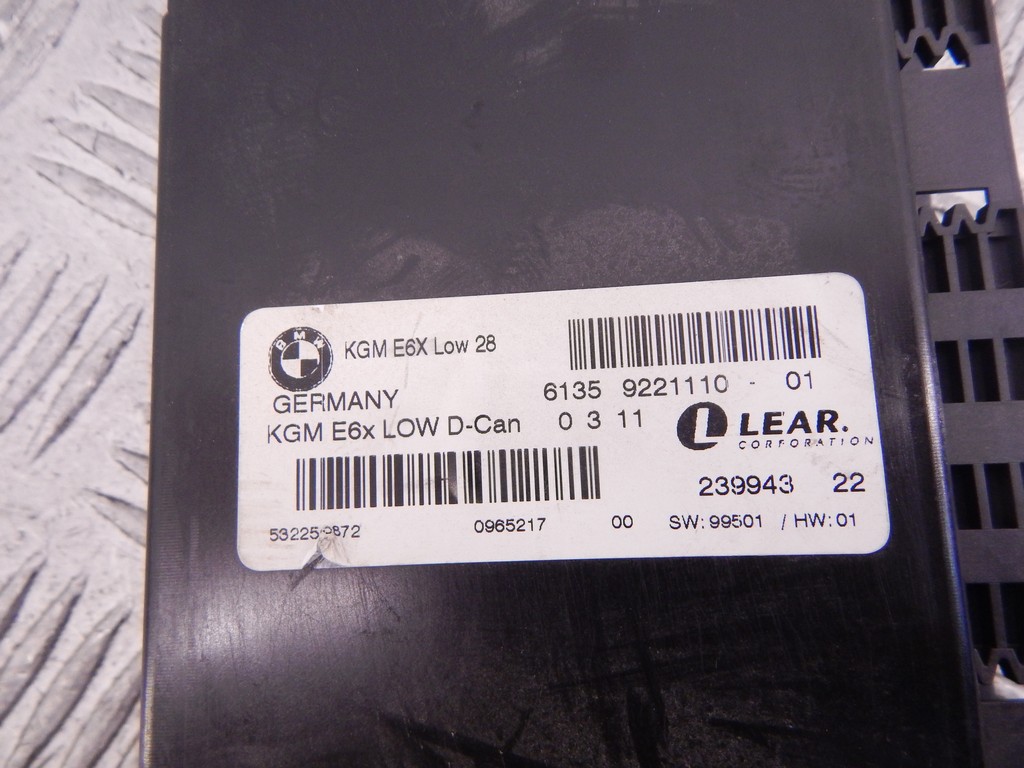 BMW
KGM E6X Low 28
GERMANY
6135 9221110 - 01
KGM E6x LOW D-Can 0 3 11
L LEAR.
CORPORATION
239943 22
0965217 00 SW: 99501 / HW: 01